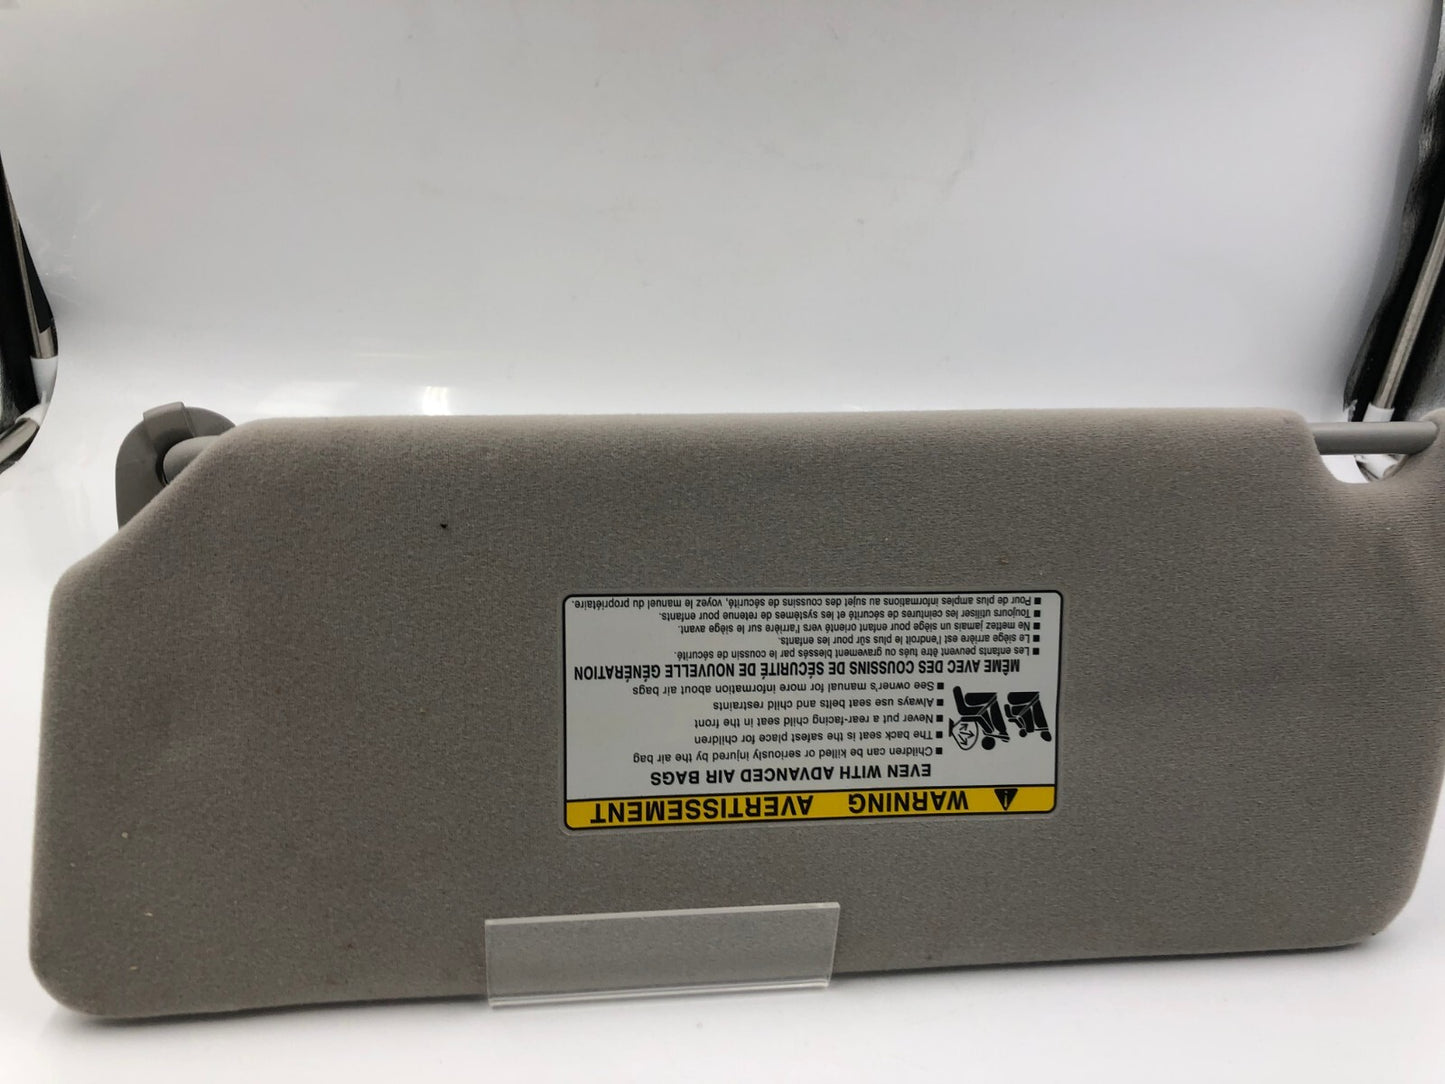 WARNING AVERTISSEMENT
EVEN WITH ADVANCED AIR BAGS
■ Children can be killed or seriously injured by the air bag
■ The back seat is the safest place for children
■ Never put a rear-facing child seat in the front
■ Always use seat belts and child restraints
■ See owner's manual for more information about air bags
MÊME AVEC DES COUSSINS DE SÉCURITÉ DE NOUVELLE GÉNÉRATION
■ Les enfants peuvent être tués ou gravement blessés par le coussin de sécurité.
■ Le siège arrière est l'endroit le plus sûr pour les enfants.
■ Ne mettez jamais un siège pour enfant orienté vers l'arrière sur le siège avant.
■ Toujours utiliser les ceintures de sécurité et les systèmes de retenue pour enfants.
■ Pour de plus amples informations au sujet des coussins de sécurité, voyez le manuel du propriétaire.